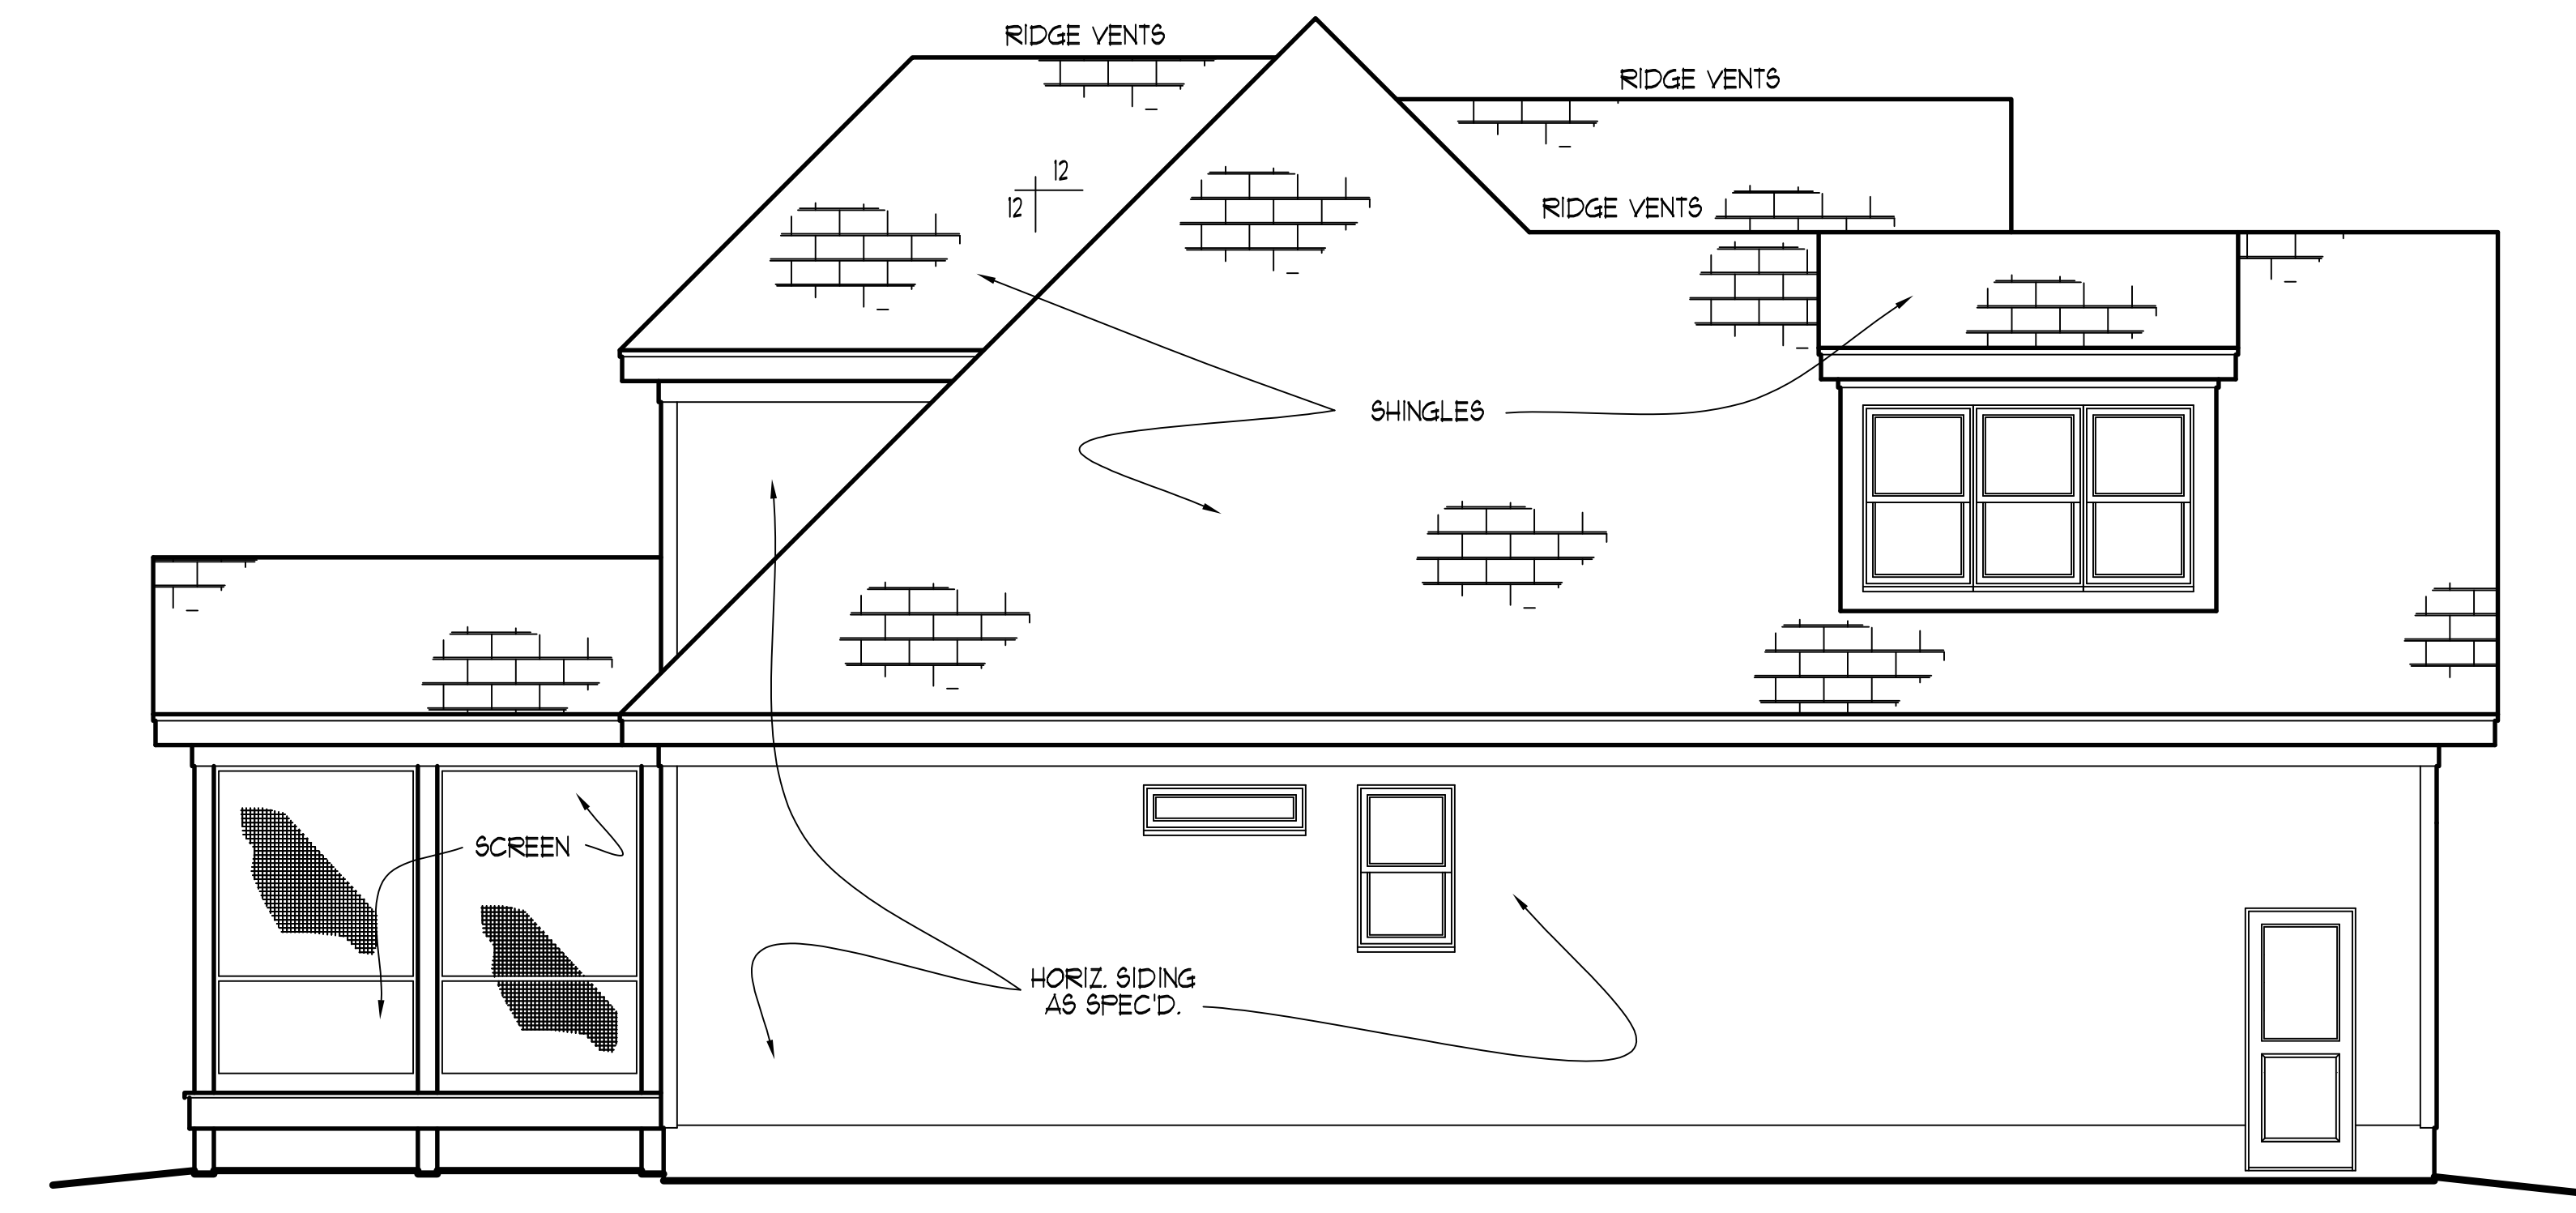 RIDGE VENTS
RIDGE VENTS
12
12
RIDGE VENTS
SHINGLES
SCREEN
HORIZ. SIDING
AS SPEC'D.